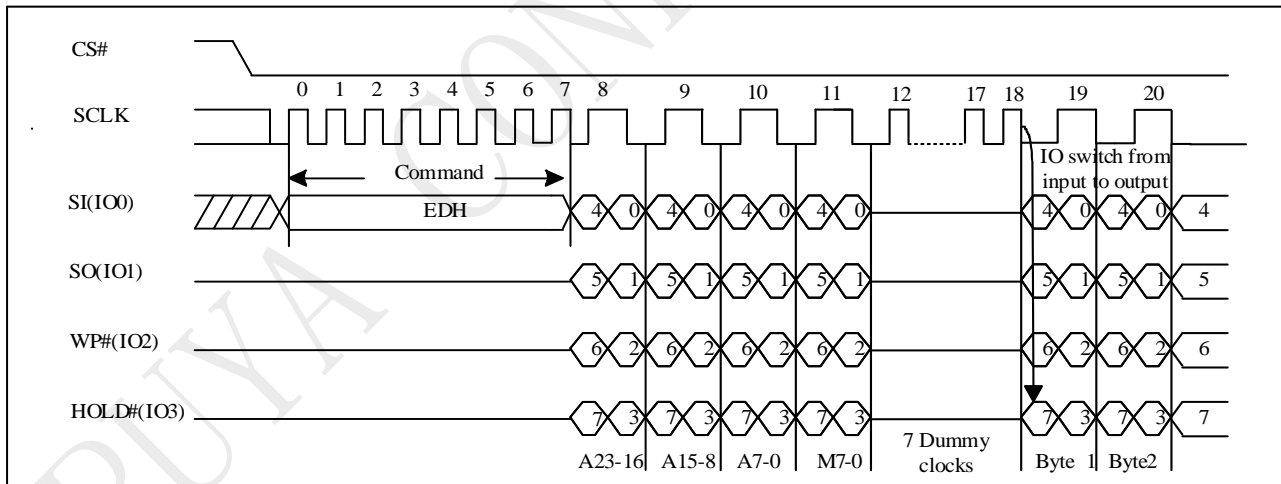 CS#
0 1 2 3 4 5 6 7 8 9 10 11 12 17 18 19 20
SCLK
Command
IO switch from
input to output
SI(IO0)
EDH
4 0 4 0 4 0 4 0 4 0 4 0 4
SO(IO1)
5 1 5 1 5 1 5 1 5 1 5 1 5
WP#(IO2)
6 2 6 2 6 2 6 2 6 2 6 2 6
HOLD#(IO3)
7 3 7 3 7 3 7 3 7 3 7 3 7
A23-16 A15-8 A7-0 M7-0
7 Dummy
clocks
Byte 1 Byte2
PUYA CON